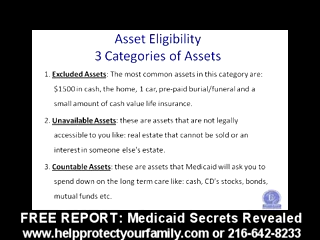 Asset Eligibility
3 Categories of Assets
1. Excluded Assets: The most common assets in this category are:
$1500 in cash, the home, 1 car, pre-paid burial/funeral and a
small amount of cash value life insurance.
2. Unavailable Assets: these are assets that are not legally
accessible to you like: real estate that cannot be sold or an
interest in someone else's estate.
3. Countable Assets: these are assets that Medicaid will ask you to
spend down on the long term care like: cash, CD's stocks, bonds,
mutual funds etc.
FREE REPORT: Medicaid Secrets Revealed
www.helpprotectyourfamily.com or 216-642-8233